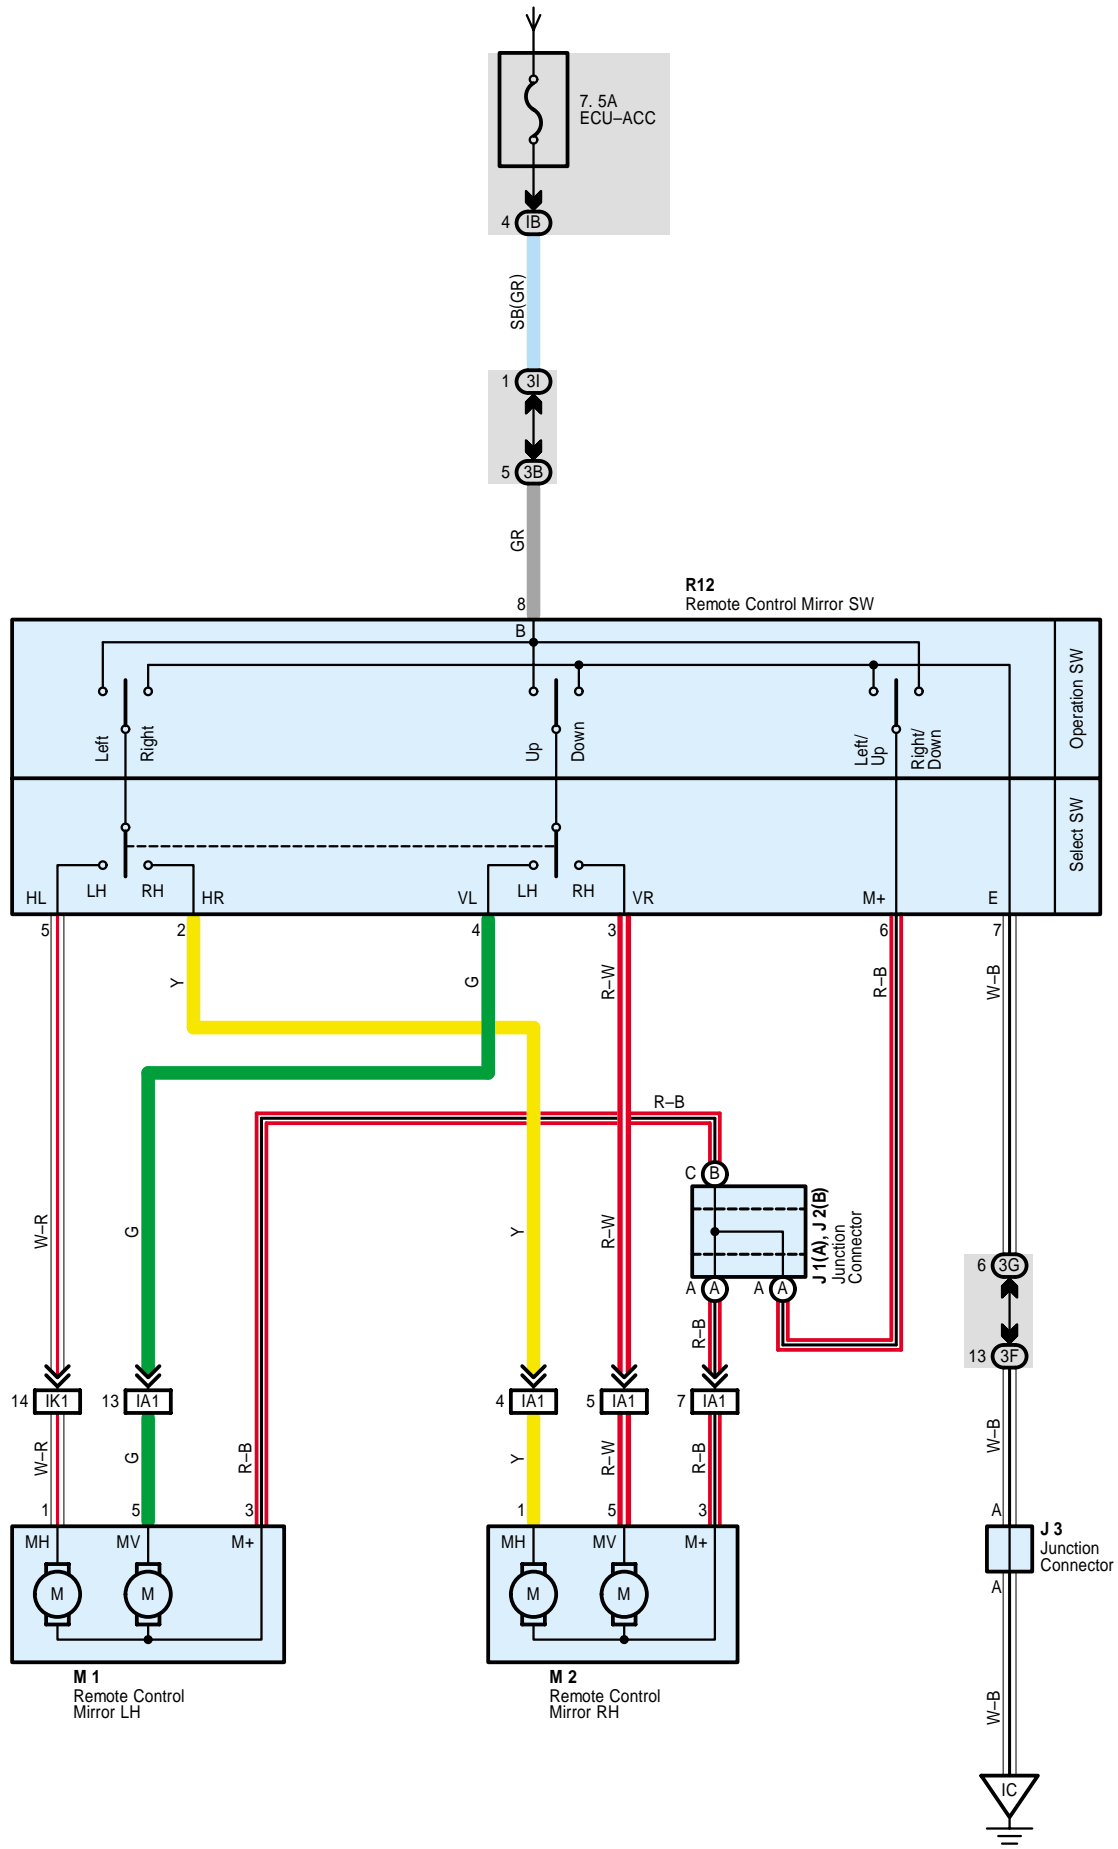 7. 5A
ECU–ACC
4 IB
SB(GR)
1 3I
5 3B
GR
R12
Remote Control Mirror SW
8
B
Left
Right
Up
Down
Left/
Up
Right/
Down
Operation SW
Select SW
LH
RH
LH
RH
HL
HR
VL
VR
M+
E
5
2
4
3
6
7
W–R
Y
G
R–W
R–B
W–B
R–B
C B
J 1(A), J 2(B)
Junction
Connector
A A
A A
G
Y
R–W
R–B
6 3G
13 3F
14 IK1
13 IA1
4 IA1
5 IA1
7 IA1
W–R
G
R–B
Y
R–W
R–B
W–B
1
5
3
1
5
3
A
MH
MV
M+
MH
MV
M+
J 3
Junction
Connector
A
M
M
M
M
M 1
Remote Control
Mirror LH
M 2
Remote Control
Mirror RH
W–B
IC